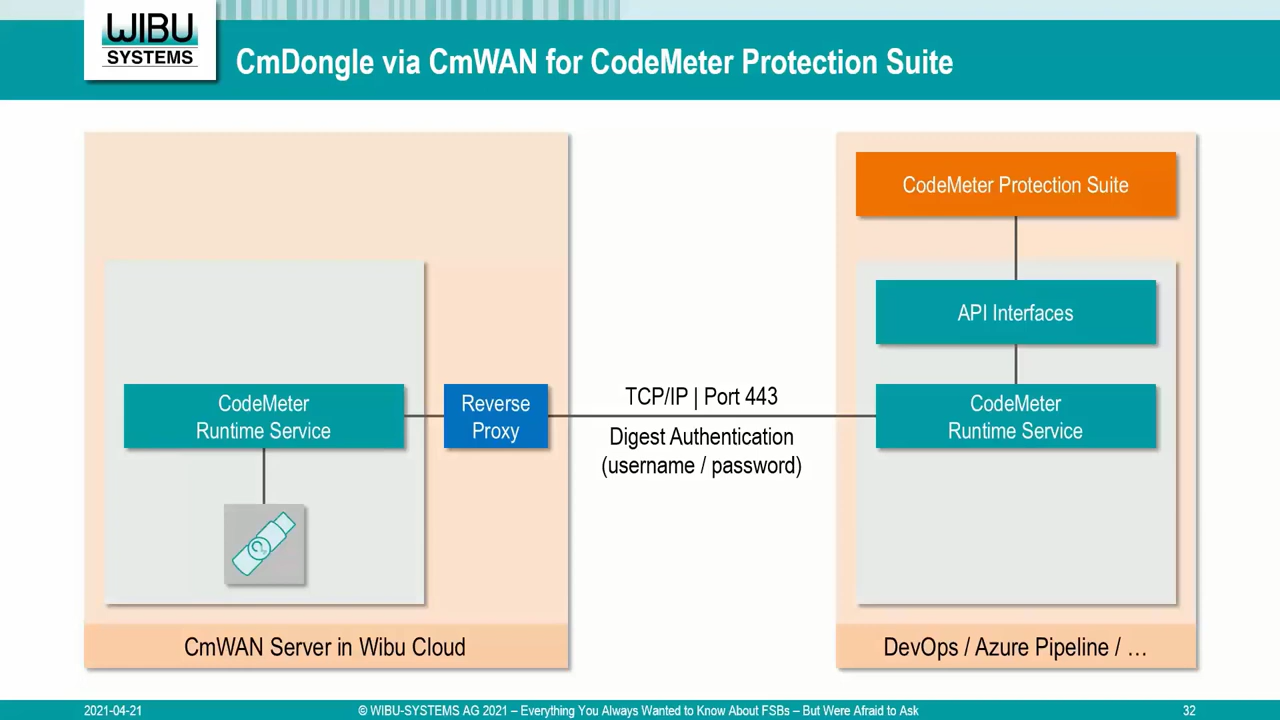 WIBU
SYSTEMS
CmDongle via CmWAN for CodeMeter Protection Suite
CodeMeter
Runtime Service
Reverse
Proxy
CmWAN Server in Wibu Cloud
TCP/IP | Port 443
Digest Authentication
(username / password)
CodeMeter Protection Suite
API Interfaces
CodeMeter
Runtime Service
DevOps / Azure Pipeline / …
2021-04-21
© WIBU-SYSTEMS AG 2021 – Everything You Always Wanted to Know About FSBs – But Were Afraid to Ask
32